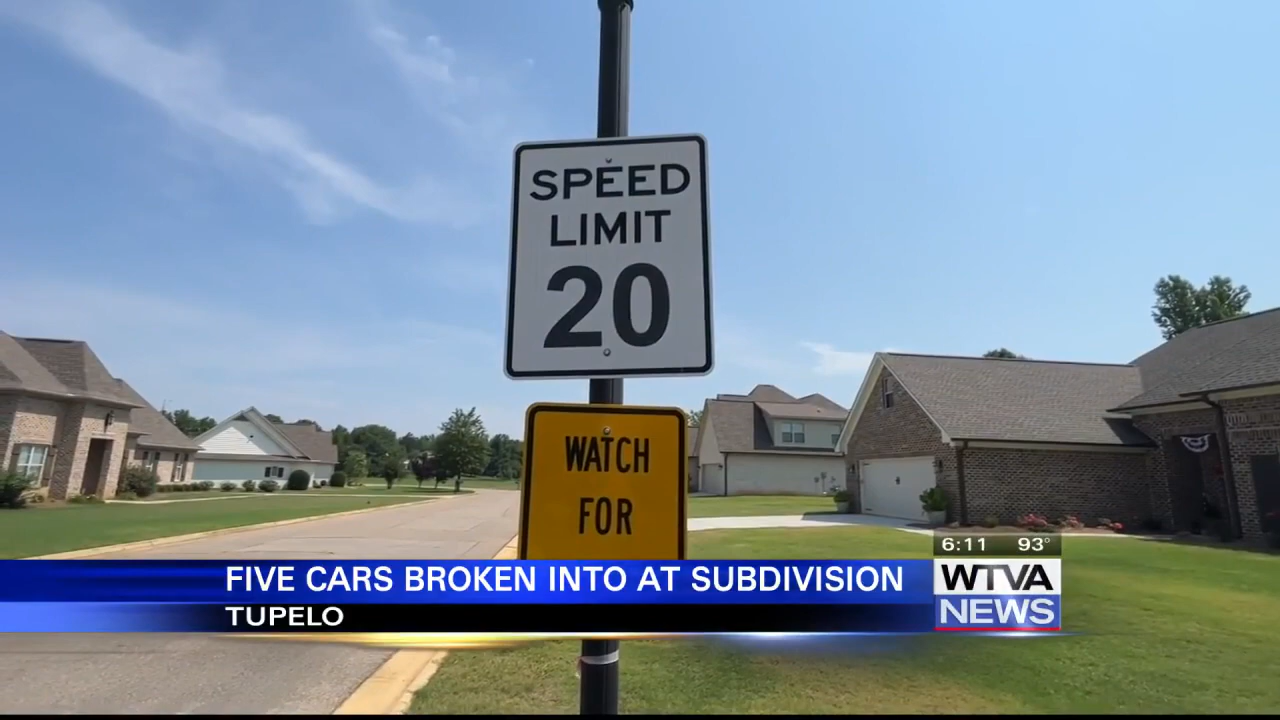 SPEED
LIMIT
20
WATCH
FOR
6:11 93°
FIVE CARS BROKEN INTO AT SUBDIVISION
TUPELO
WTVA
NEWS